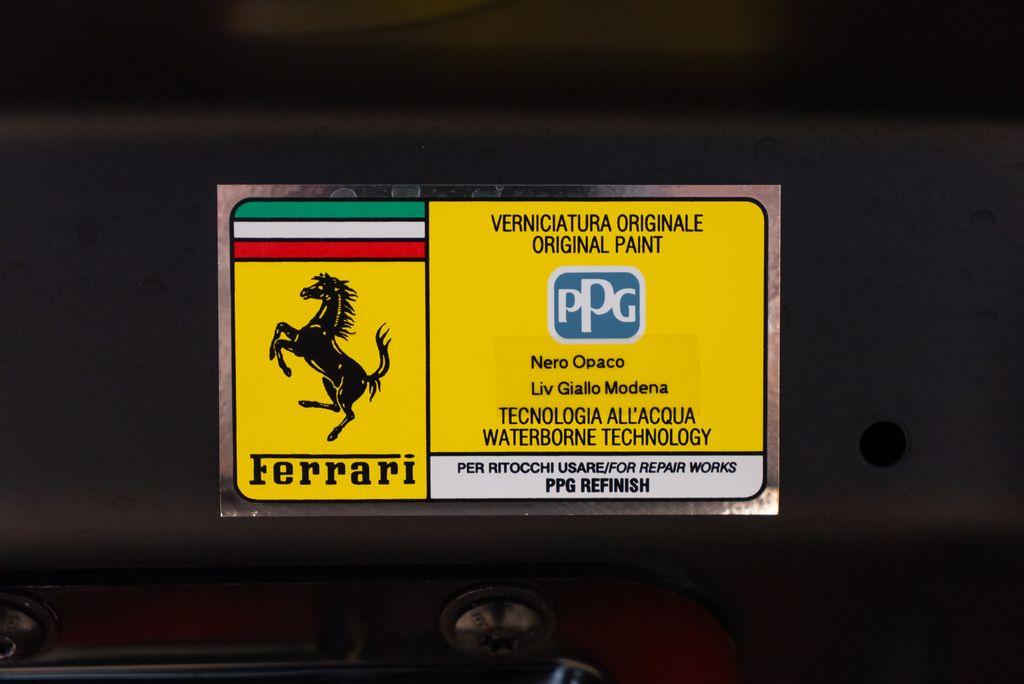 VERNICIATURA ORIGINALE
ORIGINAL PAINT
PPG
Nero Opaco
Liv Giallo Modena
TECNOLOGIA ALL'ACQUA
WATERBORNE TECHNOLOGY
Ferrari
PER RITOCCHI USARE/FOR REPAIR WORKS
PPG REFINISH